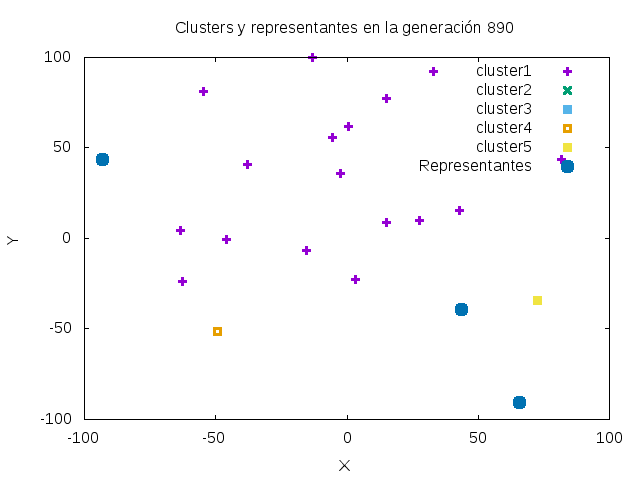 Clusters y representantes en la generación 890
100
50
0
-50
-100
-100
-50
0
50
100
Y
X
cluster1
cluster2
cluster3
cluster4
cluster5
Representantes